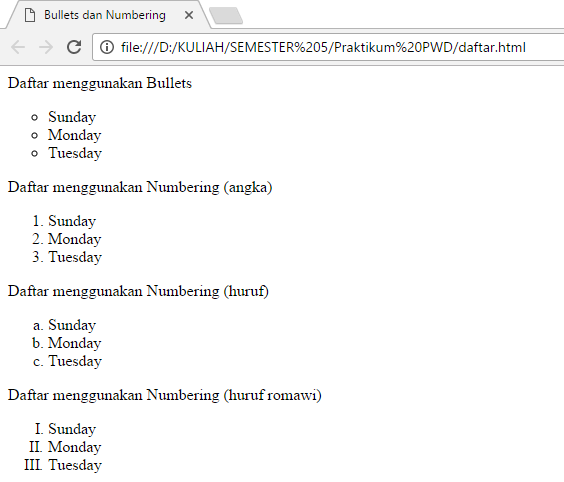 Bullets dan Numbering
file:///D:/KULIAH/SEMESTER%205/Praktikum%20PWD/daftar.html
Daftar menggunakan Bullets
Sunday
Monday
Tuesday
Daftar menggunakan Numbering (angka)
1. Sunday
2. Monday
3. Tuesday
Daftar menggunakan Numbering (huruf)
a. Sunday
b. Monday
c. Tuesday
Daftar menggunakan Numbering (huruf romawi)
I. Sunday
II. Monday
III. Tuesday